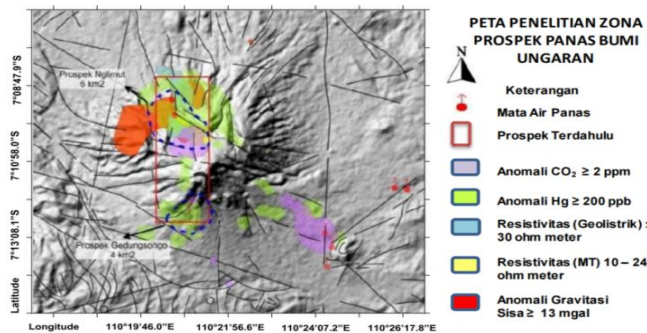 PETA PENELITIAN ZONA
PROSPEK PANAS BUMI
UNGARAN
N
Keterangan
Mata Air Panas
Prospek Terdahulu
Anomali CO₂ ≥ 2 ppm
Anomali Hg ≥ 200 ppb
Resistivitas (Geolistrik) :
30 ohm meter
Resistivitas (MT) 10 – 24
ohm meter
Anomali Gravitasi
Sisa ≥ 13 mgal
Prospek Nglimut
6 km2
Prospek Gedungsongo
4 km2
7°08'47.9"
7°10'58.0"
7°13'08.1"
Latitude
Longitude 110°19'46.0"E 110°21'56.6"E 110°24'07.2"E 110°26'17.8"E